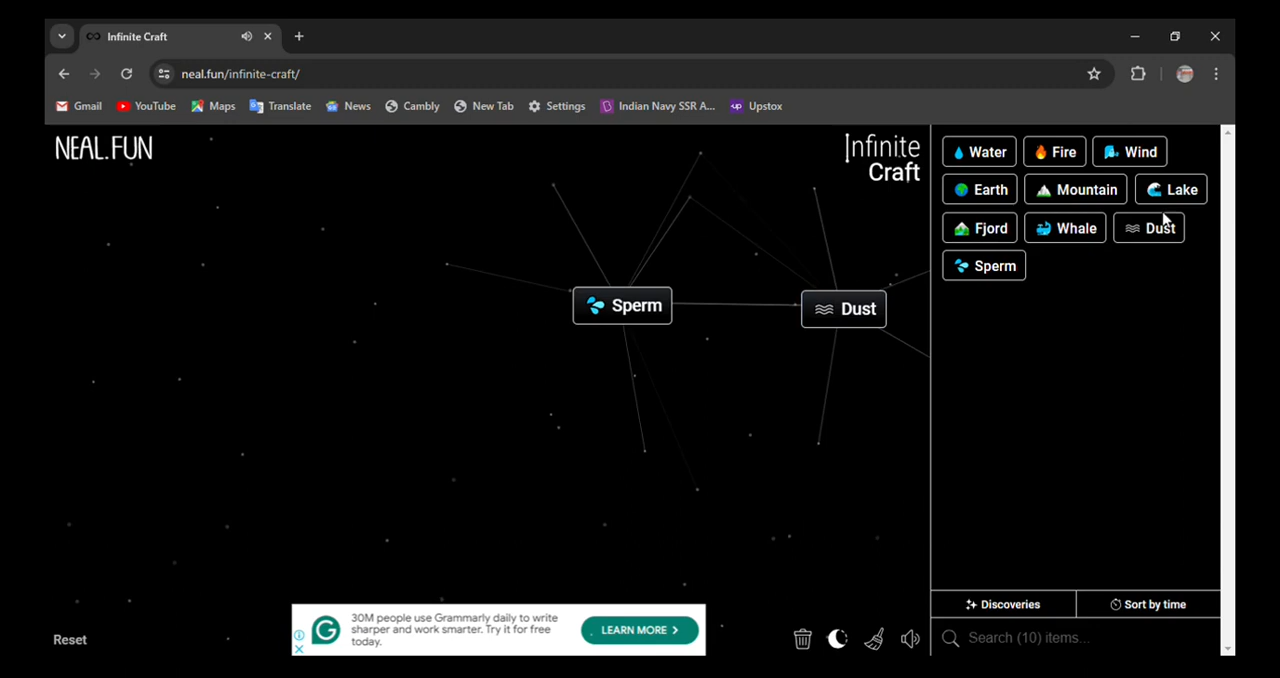 Infinite Craft
neal.fun/infinite-craft/
Gmail YouTube Maps Translate News Cambly New Tab Settings Indian Navy SSR A... Upstox
NEAL.FUN
Infinite
Craft
Water Fire Wind
Earth Mountain Lake
Fjord Whale Dust
Sperm
Sperm
Dust
Discoveries Sort by time
Search (10) items...
30M people use Grammarly daily to write
sharper and work smarter. Try it for free
today.
LEARN MORE
Reset